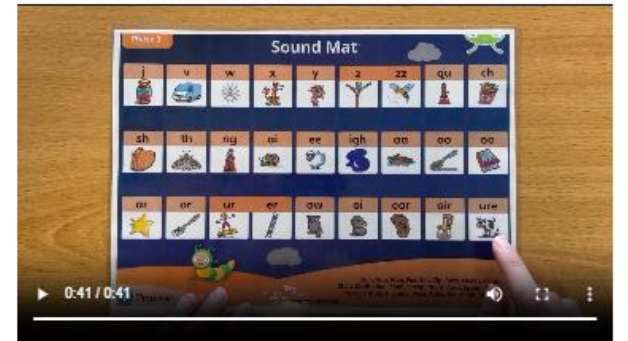 Phase 3
Sound Mat
j v w x y z zz qu ch
sh th ng ai ee igh oa oo oo
ar or ur er ow oi ear air ure
0:41 / 0:41